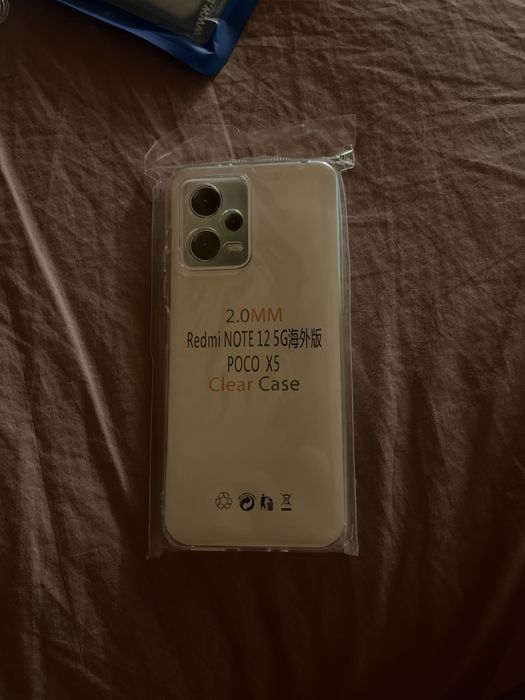 2.0MM
Redmi NOTE 12 5G海外版
POCO X5
Clear Case